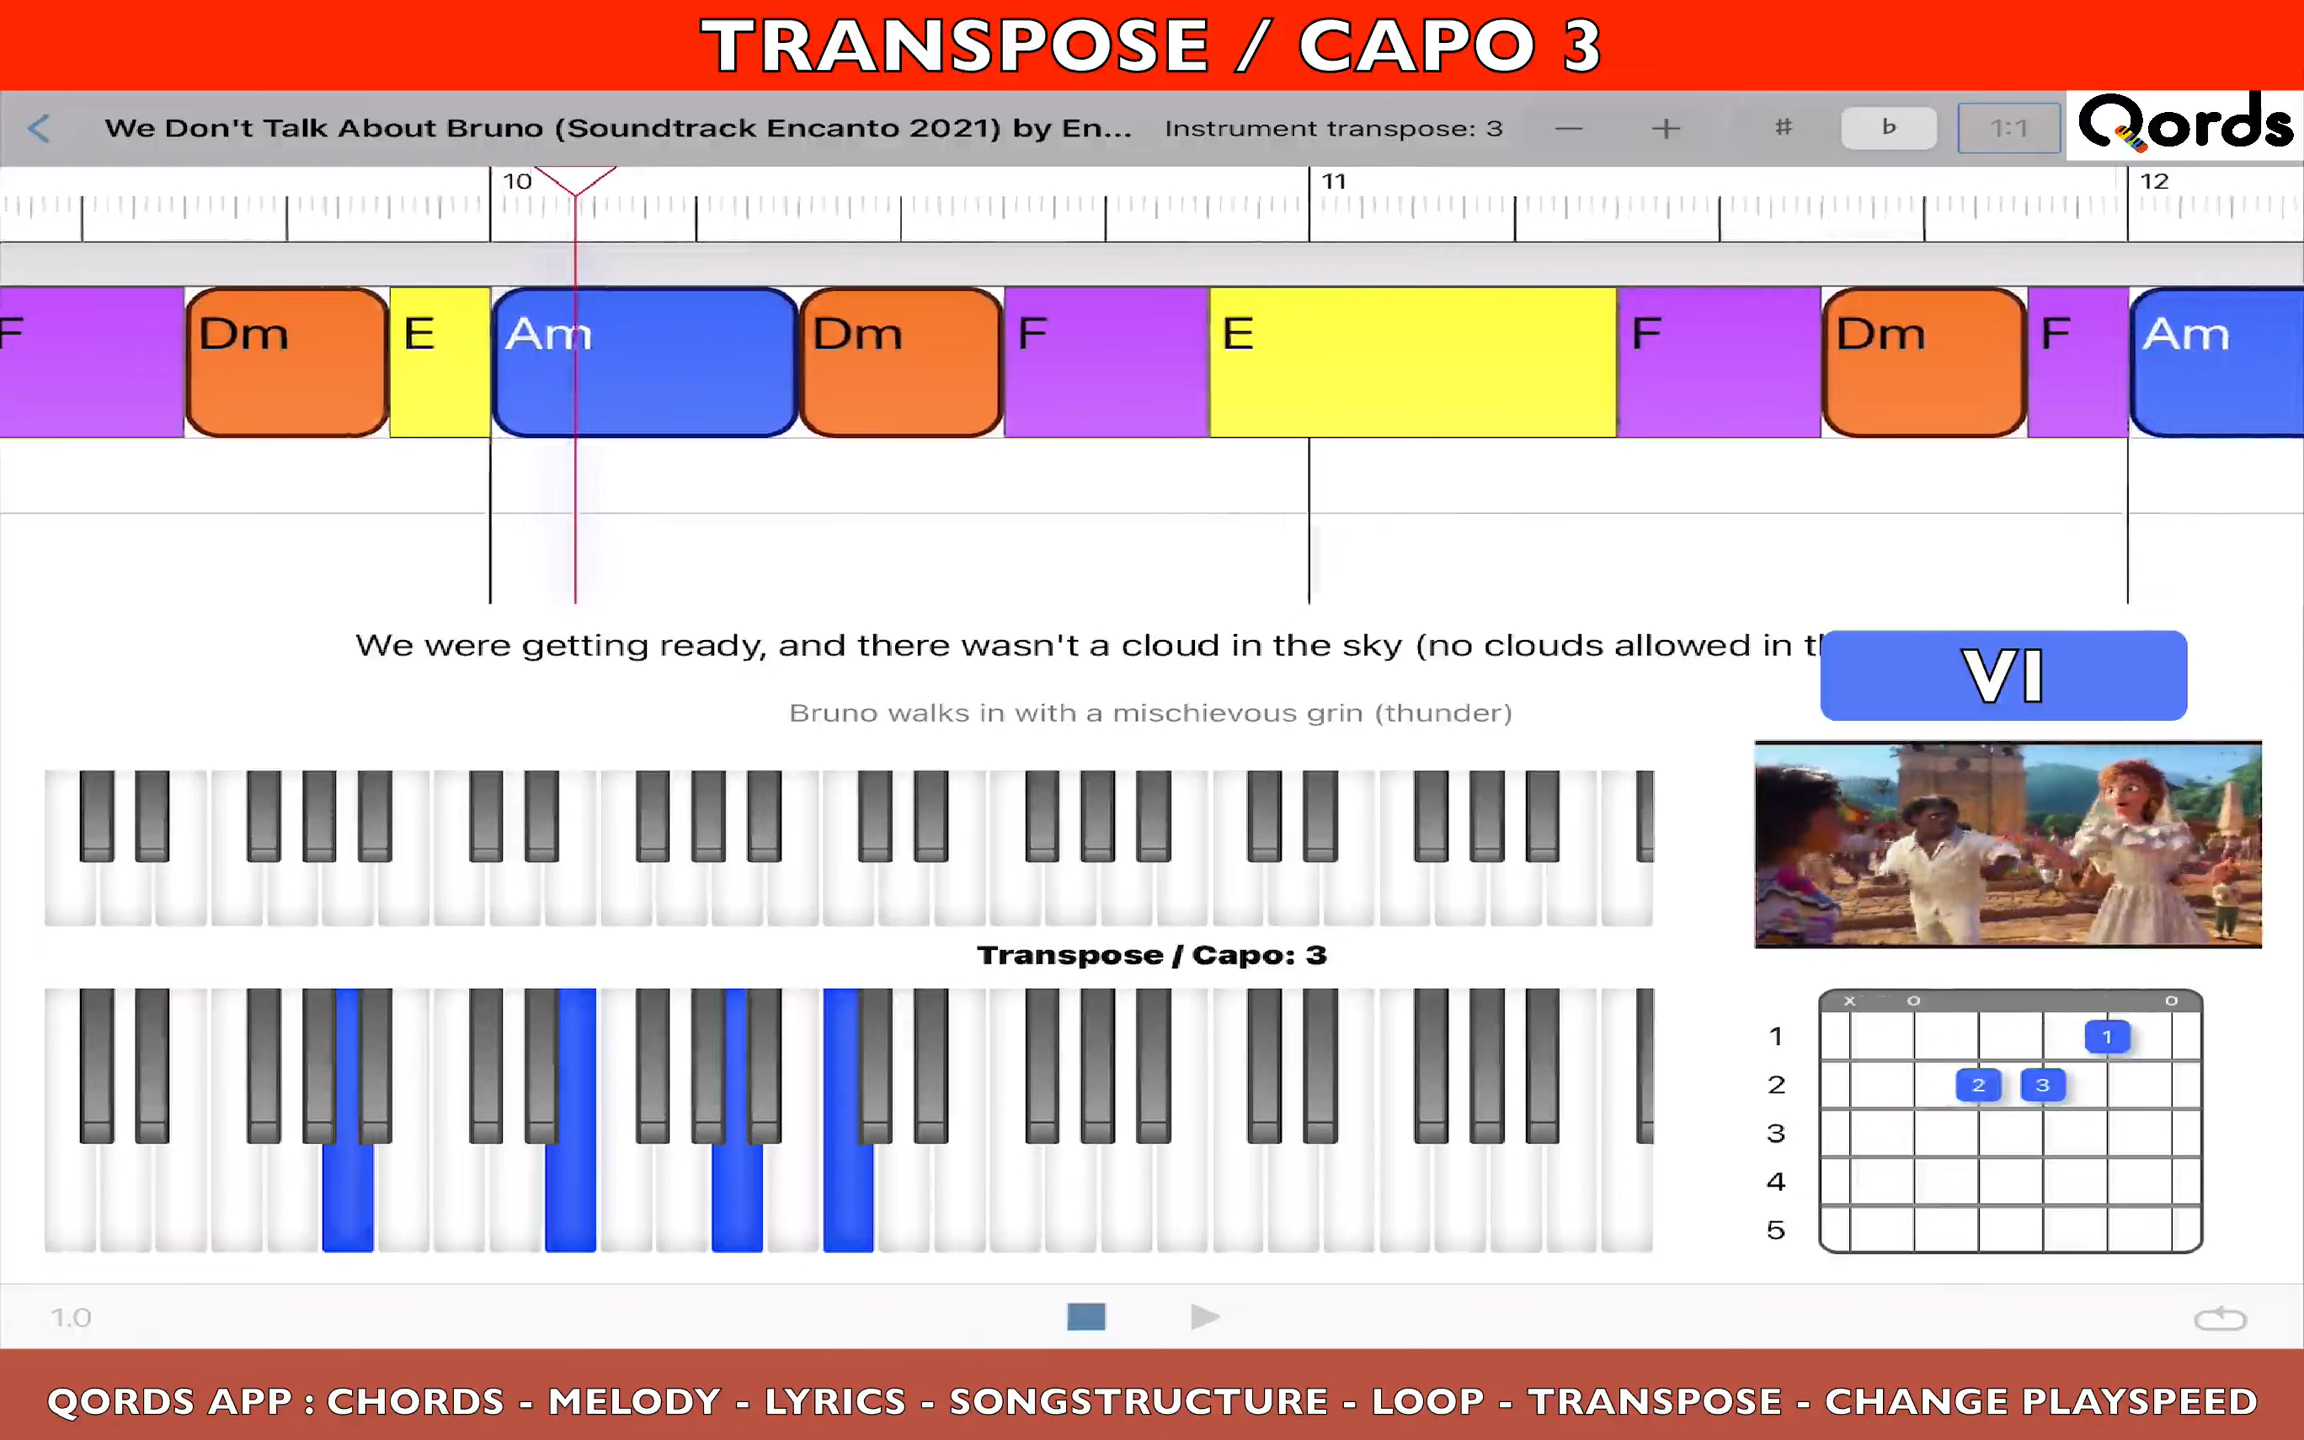 TRANSPOSE / CAPO 3
We Don't Talk About Bruno (Soundtrack Encanto 2021) by En... Instrument transpose: 3 — + # b 1:1 Qords
10 11 12
F Dm E Am Dm F E F Dm F Am
We were getting ready, and there wasn't a cloud in the sky (no clouds allowed in t
VI
Bruno walks in with a mischievous grin (thunder)
Transpose / Capo: 3
x o o
1 1
2 2 3
3
4
5
1.0
QORDS APP : CHORDS - MELODY - LYRICS - SONGSTRUCTURE - LOOP - TRANSPOSE - CHANGE PLAYSPEED